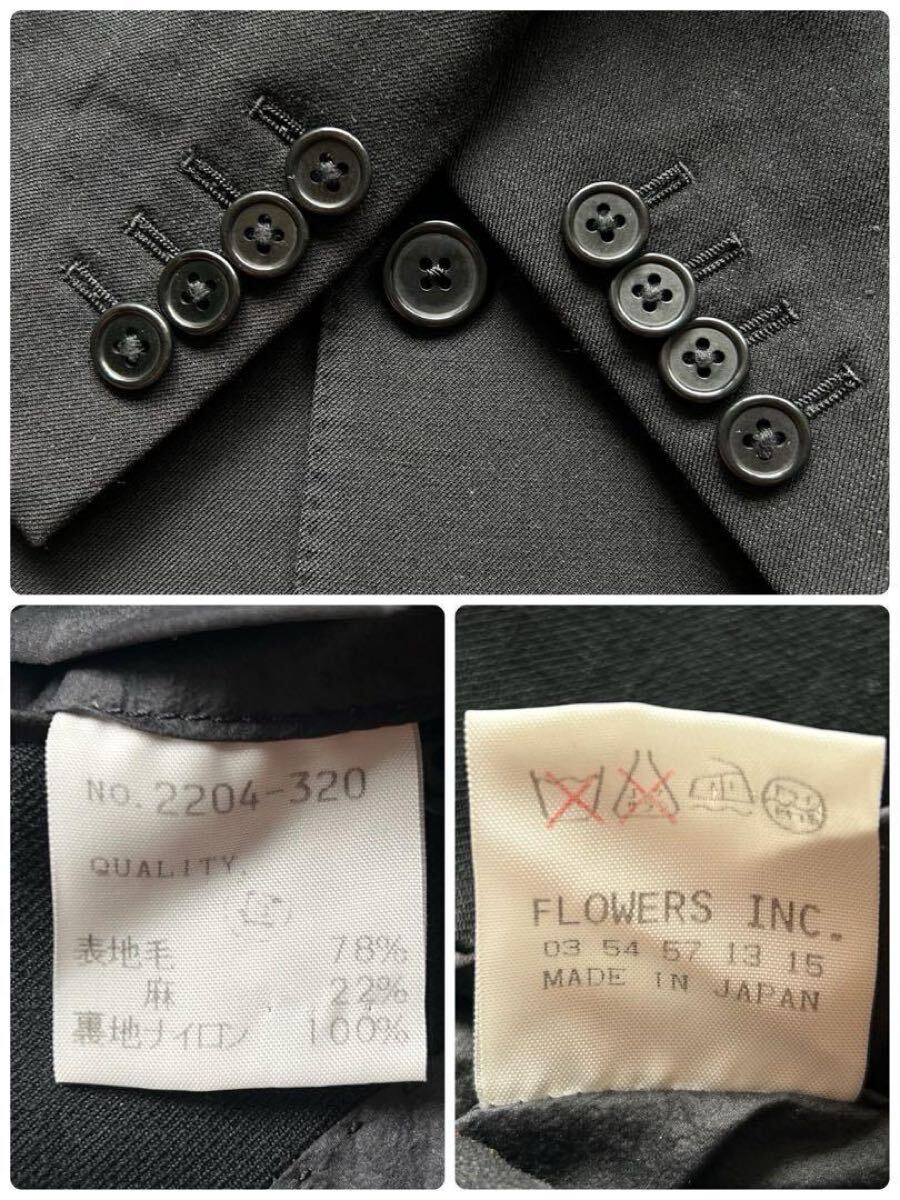 NO.2204-320
QUALITY.
表地毛 78%
麻 22%
裏地ナイロン 100%
FLOWERS INC.
03 54 57 13 15
MADE IN JAPAN